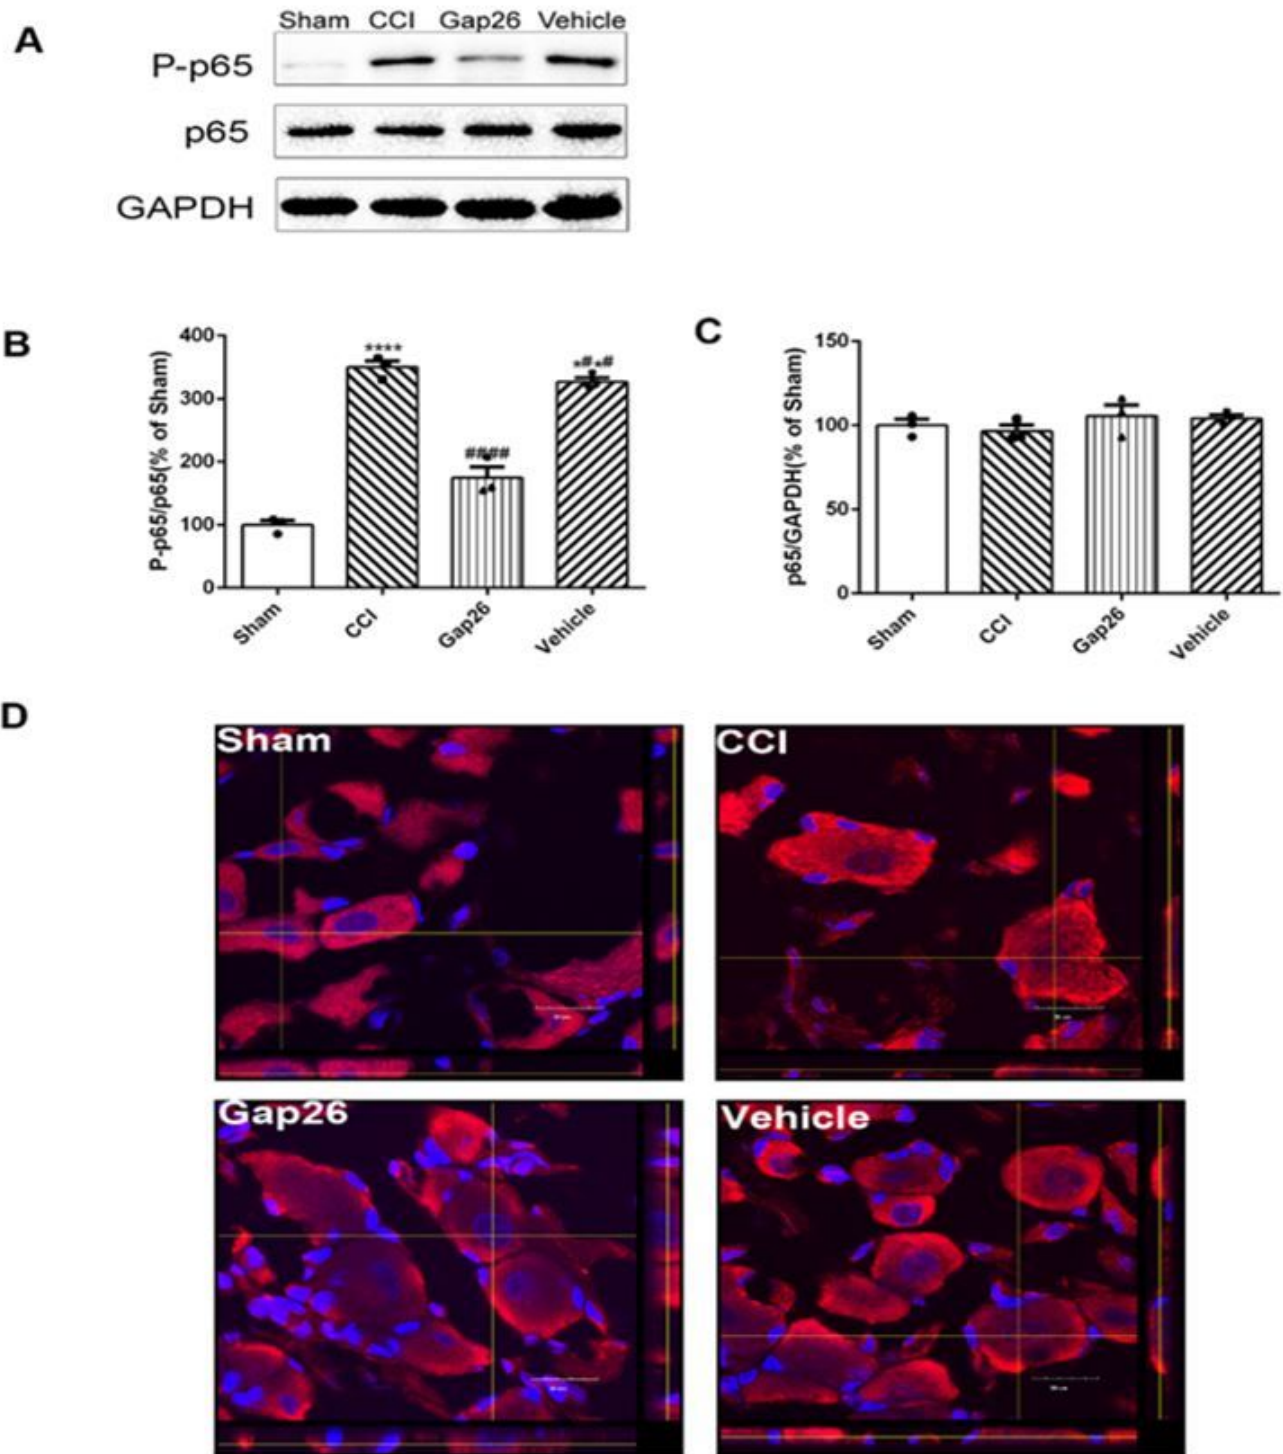 A
Sham CCI Gap26 Vehicle
P-p65
p65
GAPDH
B
P-p65/p65(% of Sham)
400
300
200
100
0
****
####
*#*#
Sham
CCI
Gap26
Vehicle
C
p65/GAPDH(% of Sham)
150
100
50
0
Sham
CCI
Gap26
Vehicle
D
Sham
CCI
Gap26
Vehicle